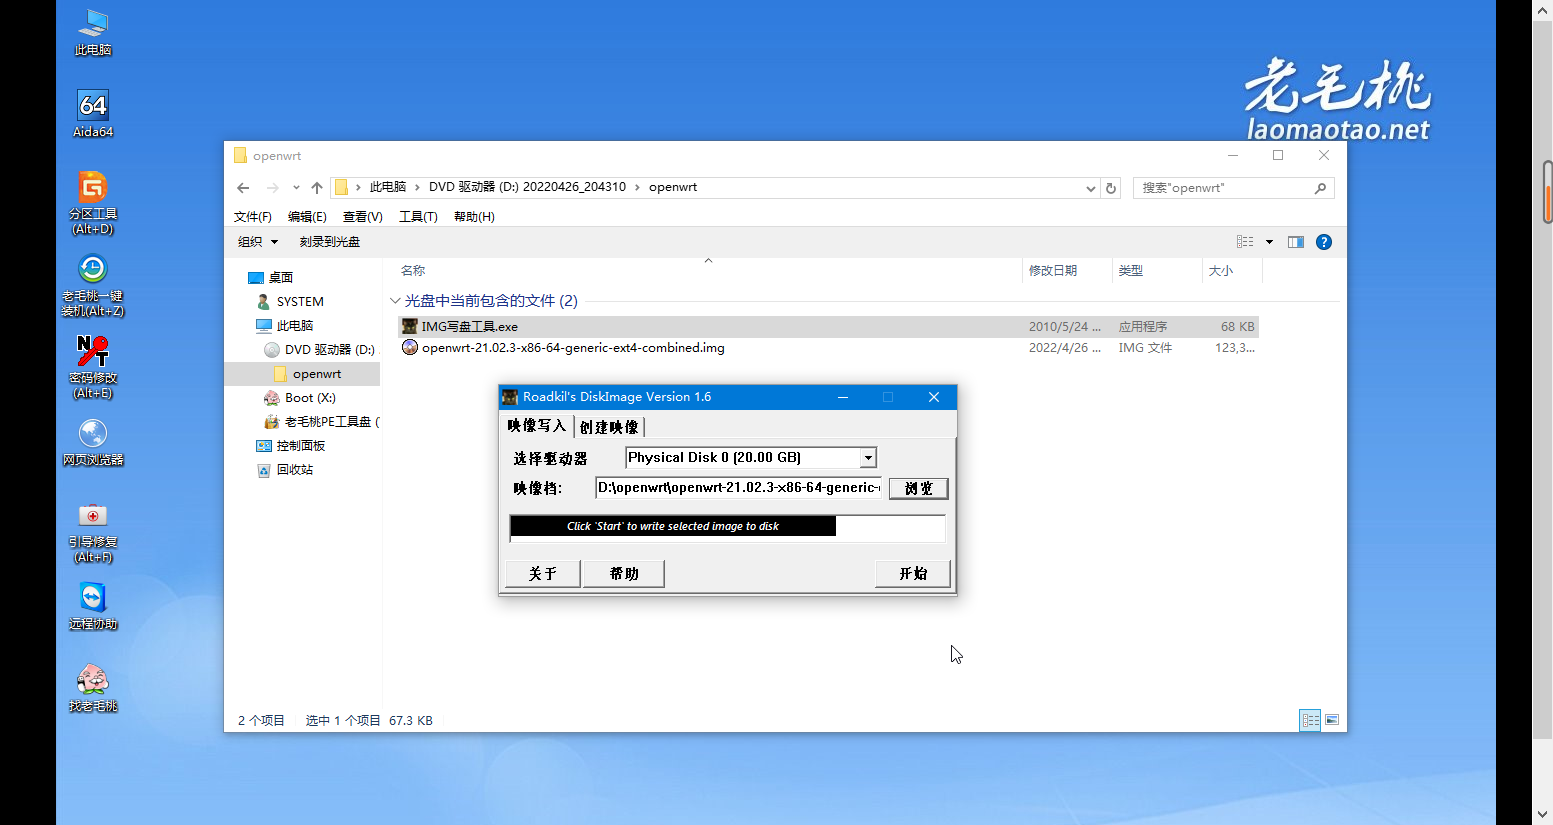 此电脑
64
Aida64
分区工具
(Alt+D)
老毛桃一键
装机(Alt+Z)
NT
密码修改
(Alt+E)
网页浏览器
引导修复
(Alt+F)
远程协助
找老毛桃
老毛桃
laomaotao.net
openwrt
此电脑 › DVD 驱动器 (D:) 20220426_204310 › openwrt
搜索"openwrt"
文件(F) 编辑(E) 查看(V) 工具(T) 帮助(H)
组织 刻录到光盘
桌面
SYSTEM
此电脑
DVD 驱动器 (D:)
openwrt
Boot (X:)
老毛桃PE工具盘 (
控制面板
回收站
名称 修改日期 类型 大小
光盘中当前包含的文件 (2)
IMG写盘工具.exe 2010/5/24 ... 应用程序 68 KB
openwrt-21.02.3-x86-64-generic-ext4-combined.img 2022/4/26 ... IMG 文件 123,3...
Roadkil's DiskImage Version 1.6
映像写入 创建映像
选择驱动器 Physical Disk 0 (20.00 GB)
映像档: D:\openwrt\openwrt-21.02.3-x86-64-generic- 浏览
Click `Start` to write selected image to disk
关于 帮助 开始
2 个项目 选中 1 个项目 67.3 KB